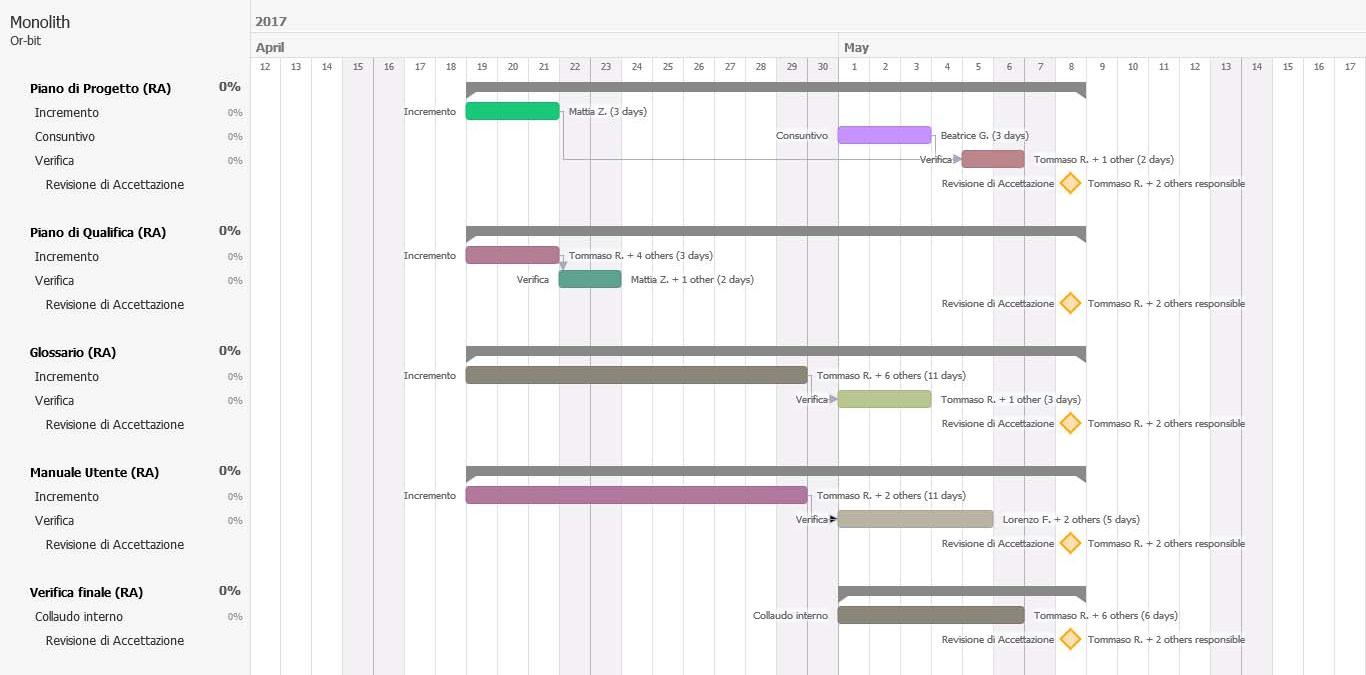 Monolith
Or-bit
2017
April May
12 13 14 15 16 17 18 19 20 21 22 23 24 25 26 27 28 29 30 1 2 3 4 5 6 7 8 9 10 11 12 13 14 15 16 17
Piano di Progetto (RA) 0%
Incremento 0% Incremento Mattia Z. (3 days)
Consuntivo 0% Consuntivo Beatrice G. (3 days)
Verifica 0% Verifica Tommaso R. + 1 other (2 days)
Revisione di Accettazione Revisione di Accettazione Tommaso R. + 2 others responsible
Piano di Qualifica (RA) 0%
Incremento 0% Incremento Tommaso R. + 4 others (3 days)
Verifica 0% Verifica Mattia Z. + 1 other (2 days)
Revisione di Accettazione Revisione di Accettazione Tommaso R. + 2 others responsible
Glossario (RA) 0%
Incremento 0% Incremento Tommaso R. + 6 others (11 days)
Verifica 0% Verifica Tommaso R. + 1 other (3 days)
Revisione di Accettazione Revisione di Accettazione Tommaso R. + 2 others responsible
Manuale Utente (RA) 0%
Incremento 0% Incremento Tommaso R. + 2 others (11 days)
Verifica 0% Verifica Lorenzo F. + 2 others (5 days)
Revisione di Accettazione Revisione di Accettazione Tommaso R. + 2 others responsible
Verifica finale (RA) 0%
Collaudo interno 0% Collaudo interno Tommaso R. + 6 others (6 days)
Revisione di Accettazione Revisione di Accettazione Tommaso R. + 2 others responsible